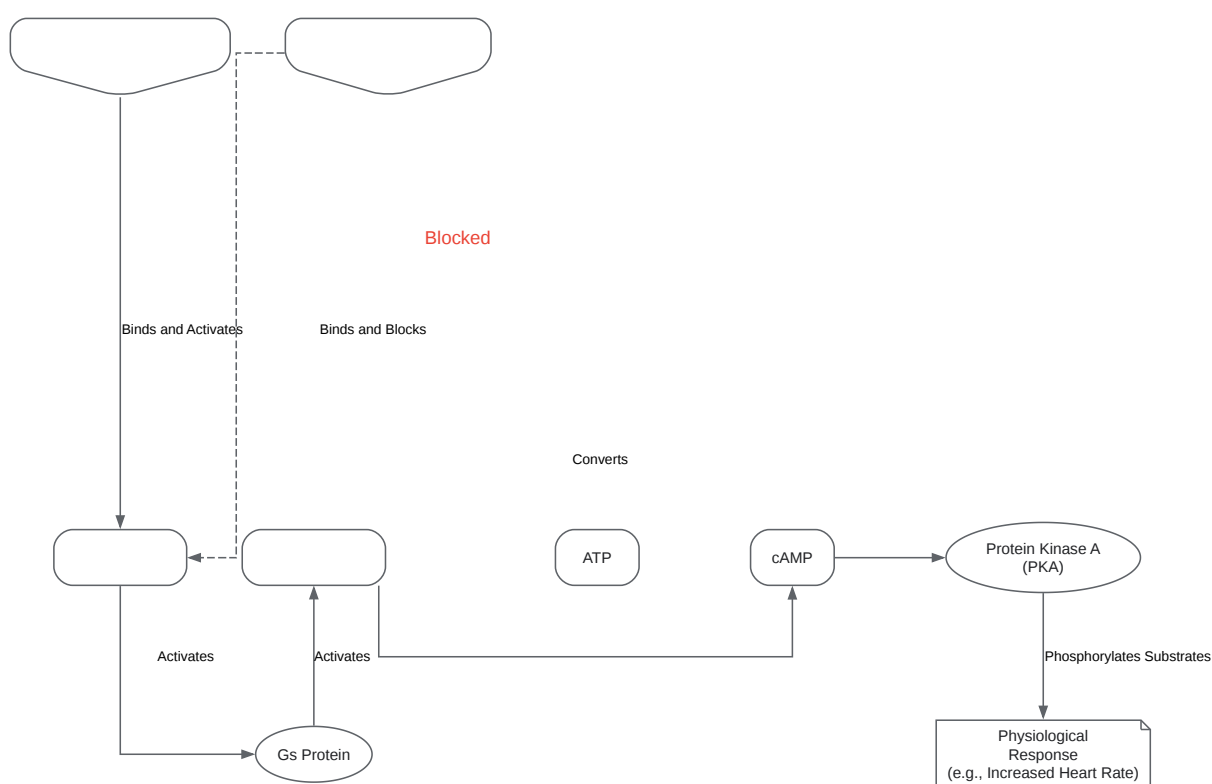 Blocked
Binds and Activates
Binds and Blocks
Converts
ATP
cAMP
Protein Kinase A
(PKA)
Activates
Activates
Phosphorylates Substrates
Gs Protein
Physiological
Response
(e.g., Increased Heart Rate)